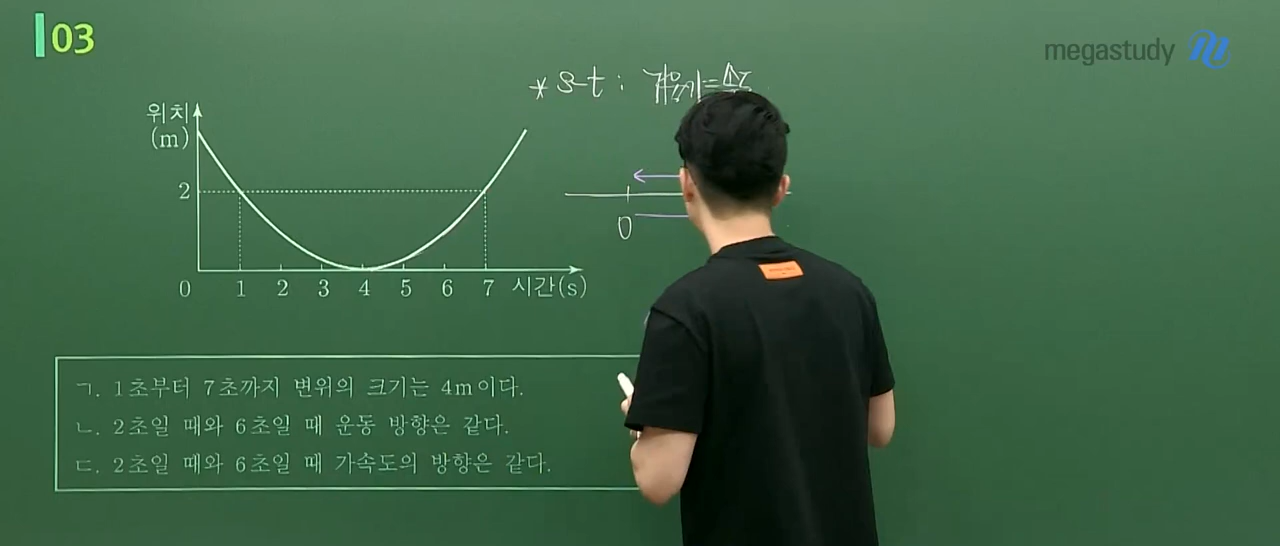 03
megastudy
* s-t : 기울기 =
위치
(m)
2
0
0 1 2 3 4 5 6 7 시간(s)
ㄱ. 1초부터 7초까지 변위의 크기는 4m이다.
ㄴ. 2초일 때와 6초일 때 운동 방향은 같다.
ㄷ. 2초일 때와 6초일 때 가속도의 방향은 같다.